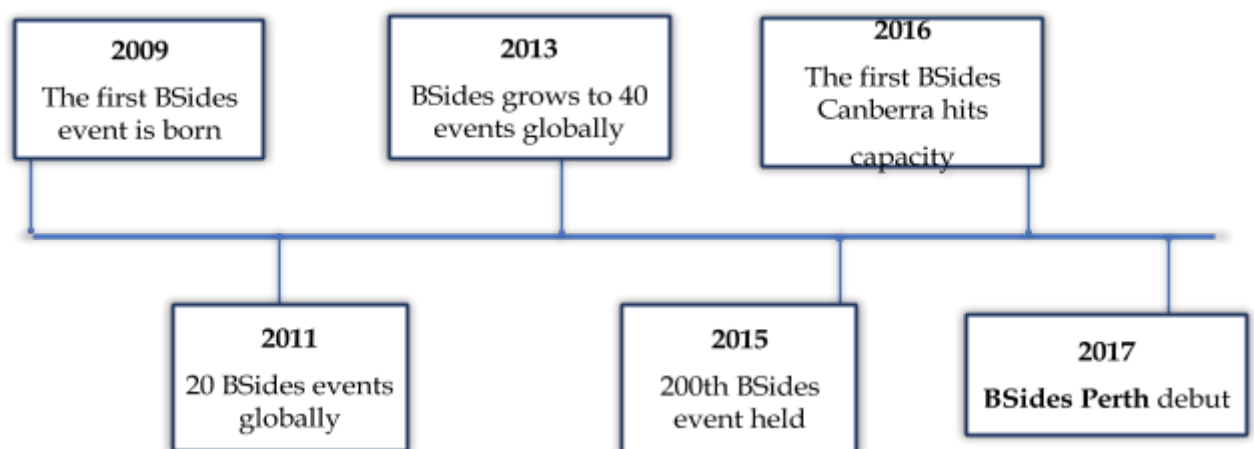 2009
The first BSides
event is born
2013
BSides grows to 40
events globally
2016
The first BSides
Canberra hits
capacity
2011
20 BSides events
globally
2015
200th BSides
event held
2017
BSides Perth debut